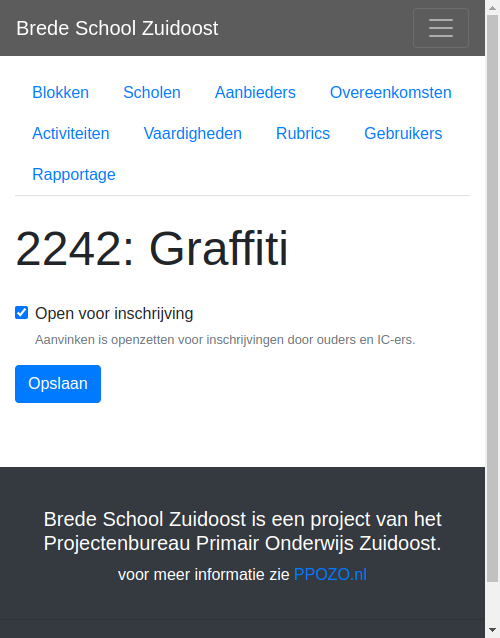 Brede School Zuidoost
Blokken Scholen Aanbieders Overeenkomsten
Activiteiten Vaardigheden Rubrics Gebruikers
Rapportage
2242: Graffiti
Open voor inschrijving
Aanvinken is openzetten voor inschrijvingen door ouders en IC-ers.
Opslaan
Brede School Zuidoost is een project van het
Projectenbureau Primair Onderwijs Zuidoost.
voor meer informatie zie PPOZO.nl